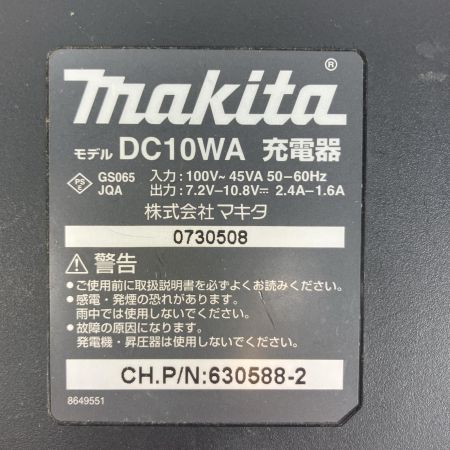 makita®
モデル DC10WA 充電器
PS E GS065 入力:100V~ 45VA 50-60Hz
JQA 出力:7.2V-10.8V⎓ 2.4A-1.6A
株式会社マキタ
0730508
⚠警告
●ご使用前に取扱説明書を必ずよくお読みください。
●感電・発煙の恐れがあります。
雨中では使用しないでください。
●故障の原因になります。
発電機・昇圧器は使用しないでください。
CH.P/N:630588-2
8649551